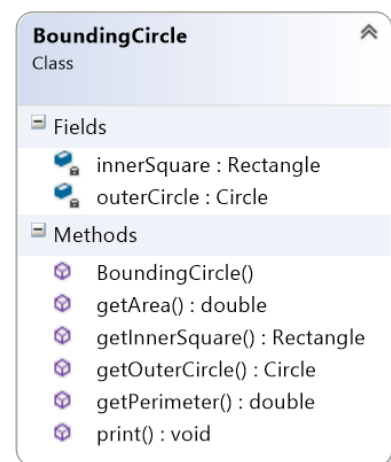 BoundingCircle
Class
Fields
innerSquare : Rectangle
outerCircle : Circle
Methods
BoundingCircle()
getArea() : double
getInnerSquare() : Rectangle
getOuterCircle() : Circle
getPerimeter() : double
print() : void